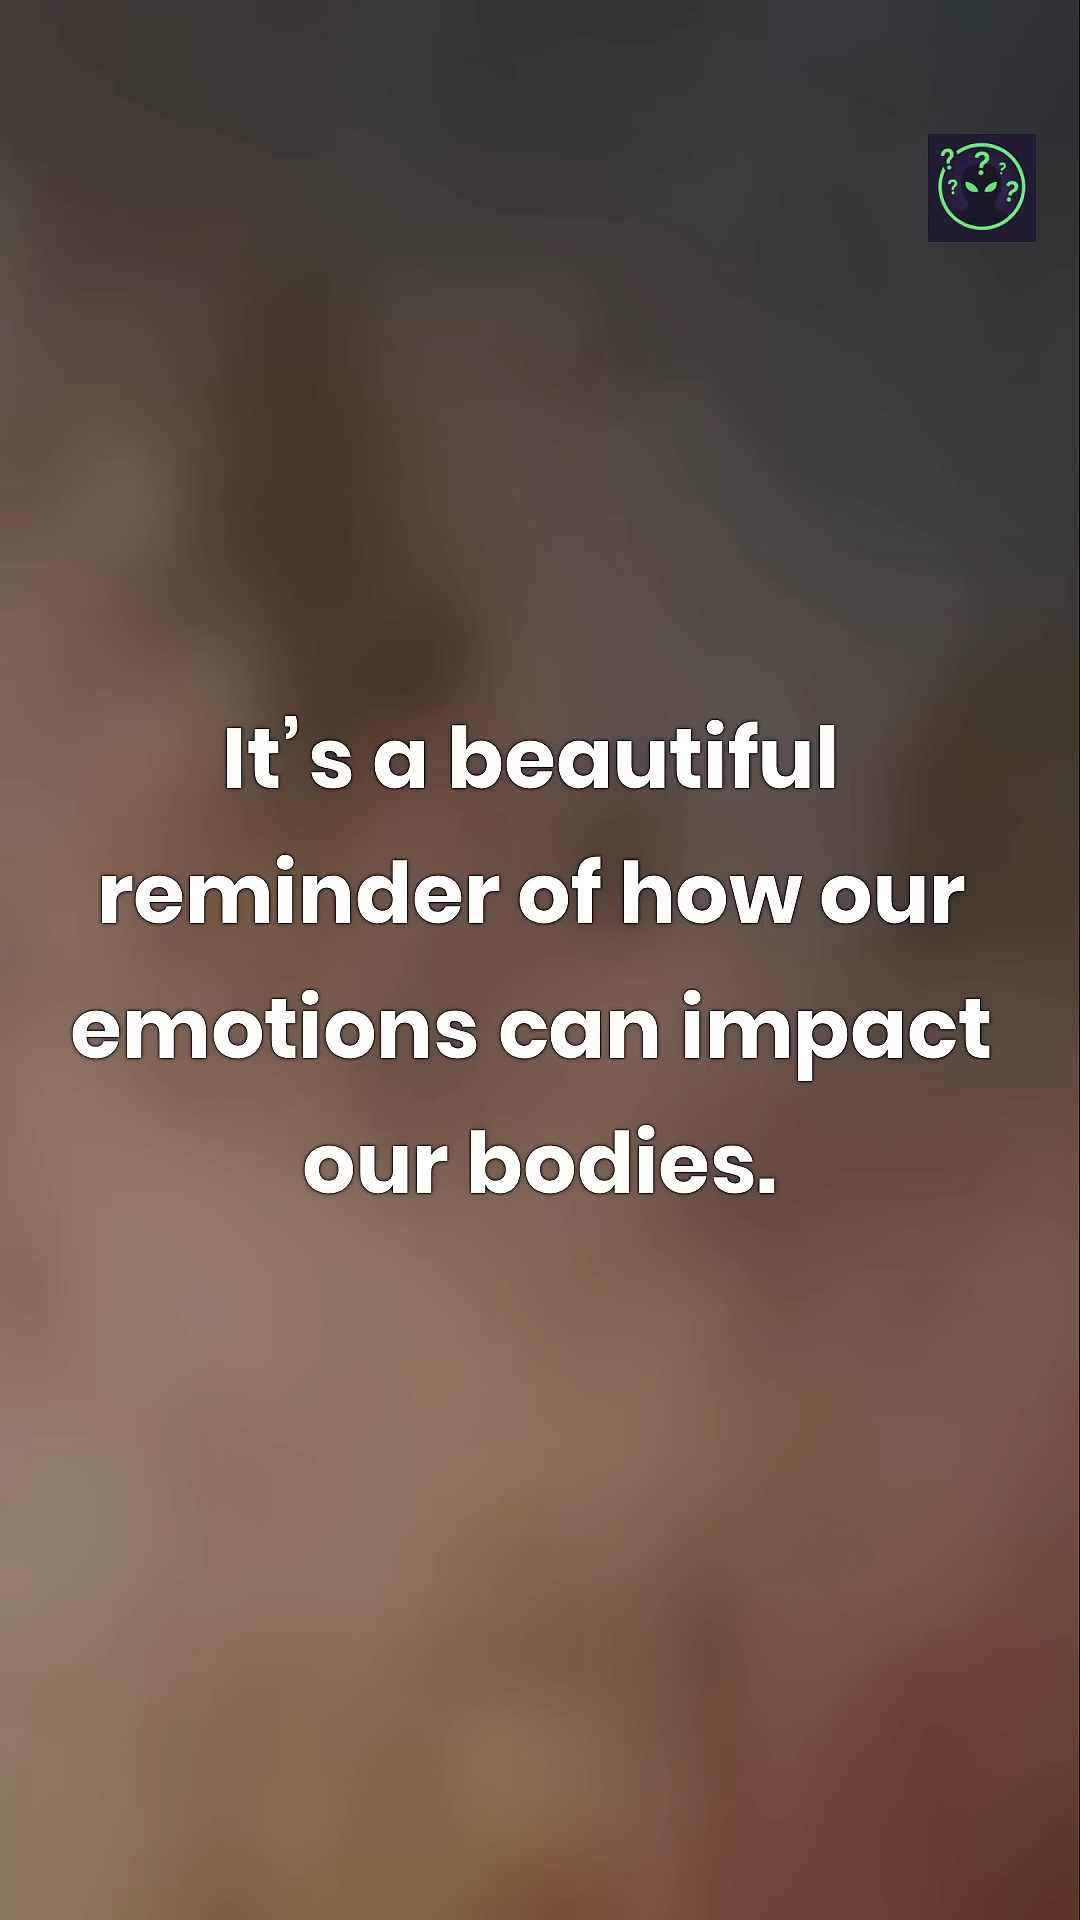 It’s a beautiful
reminder of how our
emotions can impact
our bodies.
? ? ? ? ?